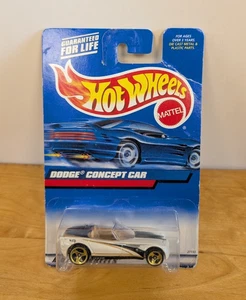 GUARANTEED
FOR LIFE
FOR AGES
OVER 3 YEARS
DIE CAST METAL &
PLASTIC PARTS
Hot Wheels
MATTEL
DODGE CONCEPT CAR